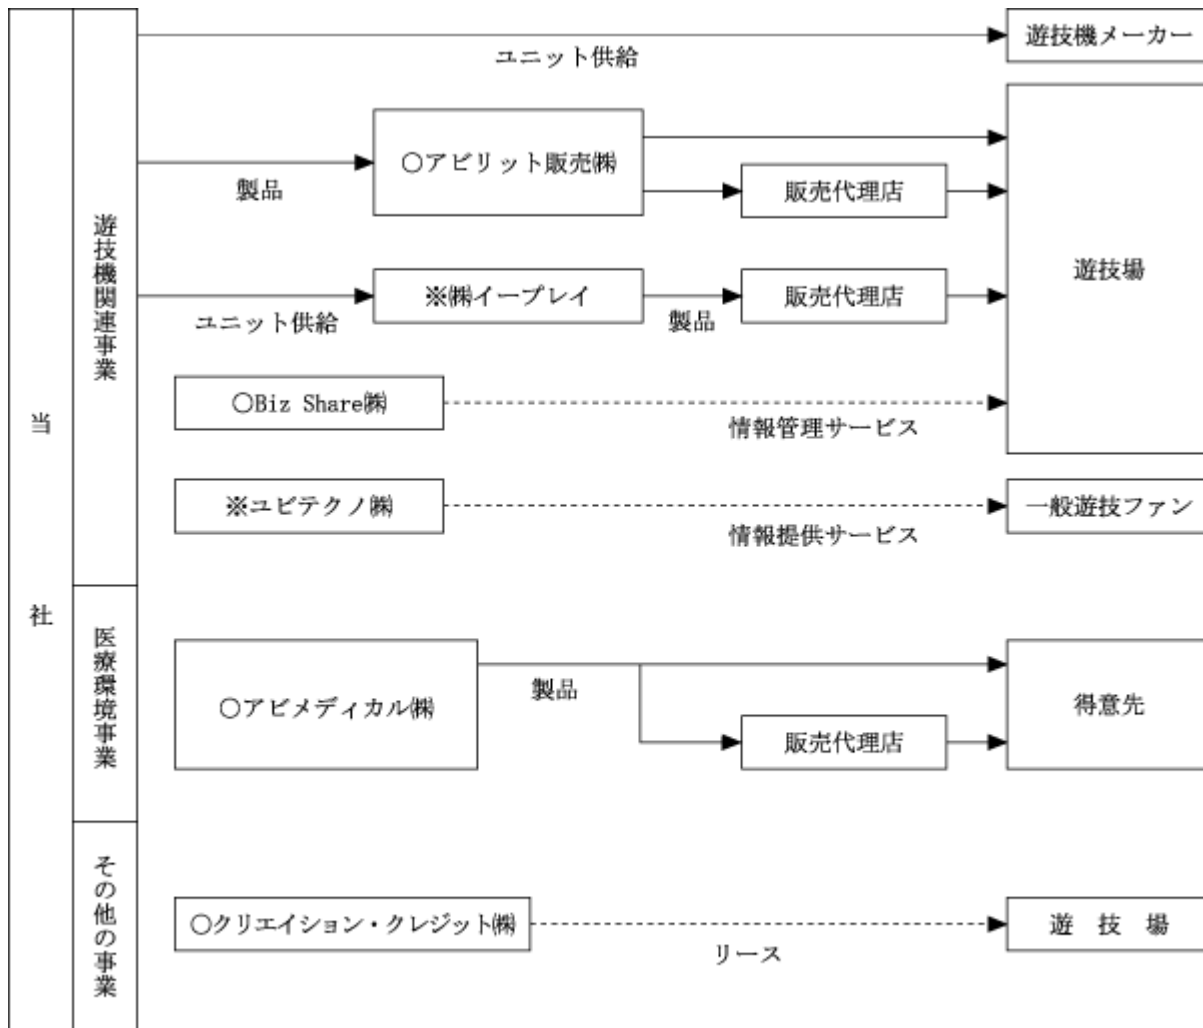 当社
遊技機関連事業
ユニット供給
遊技機メーカー
製品
○アビリット販売㈱
販売代理店
遊技場
ユニット供給
※㈱イープレイ
製品
販売代理店
○Biz Share㈱
情報管理サービス
※ユビテクノ㈱
情報提供サービス
一般遊技ファン
医療環境事業
○アビメディカル㈱
製品
販売代理店
得意先
その他の事業
○クリエイション・クレジット㈱
リース
遊 技 場